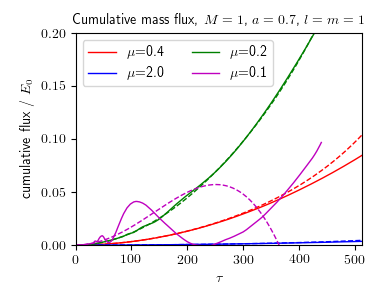 Cumulative mass flux, M = 1, a = 0.7, l = m = 1
cumulative flux / E₀
0.20
0.15
0.10
0.05
0.00
μ=0.4
μ=2.0
μ=0.2
μ=0.1
0 100 200 300 400 500
τ